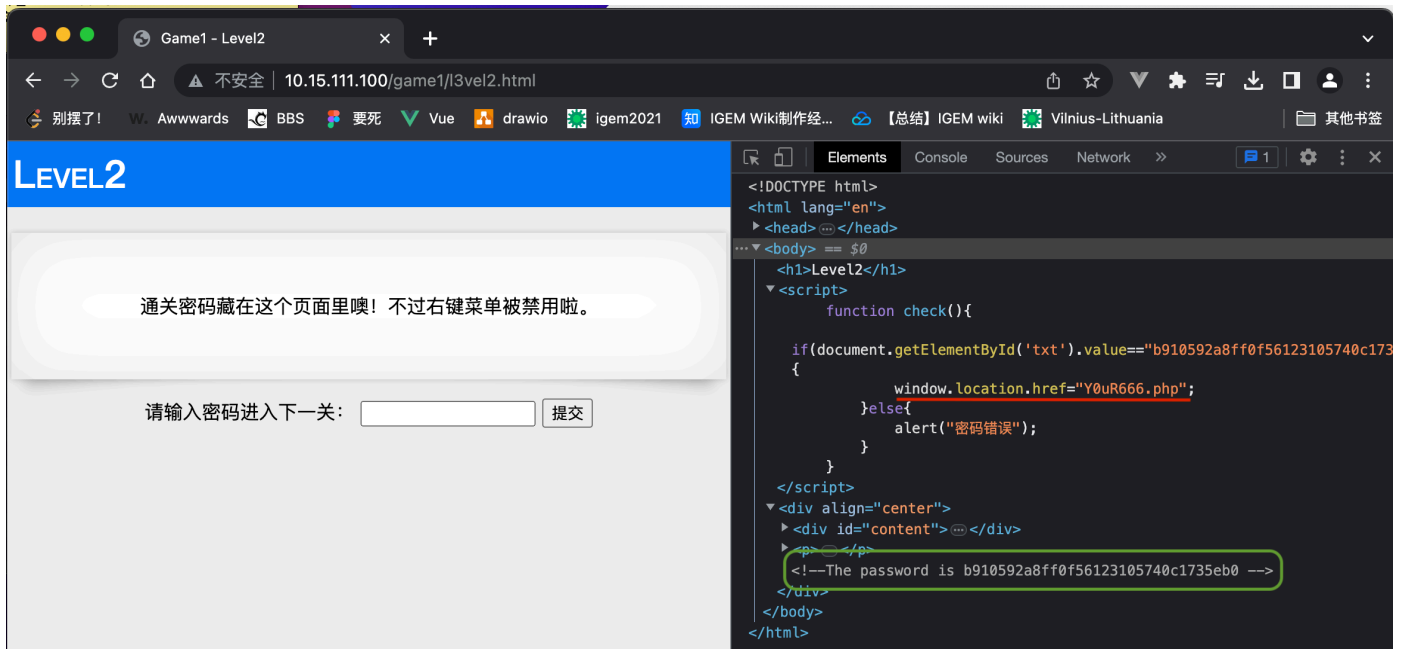 Game1 - Level2
不安全 10.15.111.100/game1/l3vel2.html
别摆了! W. Awwwards BBS 要死 Vue drawio igem2021 知 IGEM Wiki制作经... 【总结】IGEM wiki Vilnius-Lithuania 其他书签
LEVEL2
通关密码藏在这个页面里噢！不过右键菜单被禁用啦。
请输入密码进入下一关： 提交
Elements Console Sources Network » 1
<!DOCTYPE html>
<html lang="en">
<head>…</head>
…<body> == $0
<h1>Level2</h1>
<script>
function check(){
if(document.getElementById('txt').value=="b910592a8ff0f56123105740c173
{
window.location.href="Y0uR666.php";
}else{
alert("密码错误");
}
}
</script>
<div align="center">
<div id="content">…</div>
<p>…</p>
<!--The password is b910592a8ff0f56123105740c1735eb0 -->
</div>
</body>
</html>